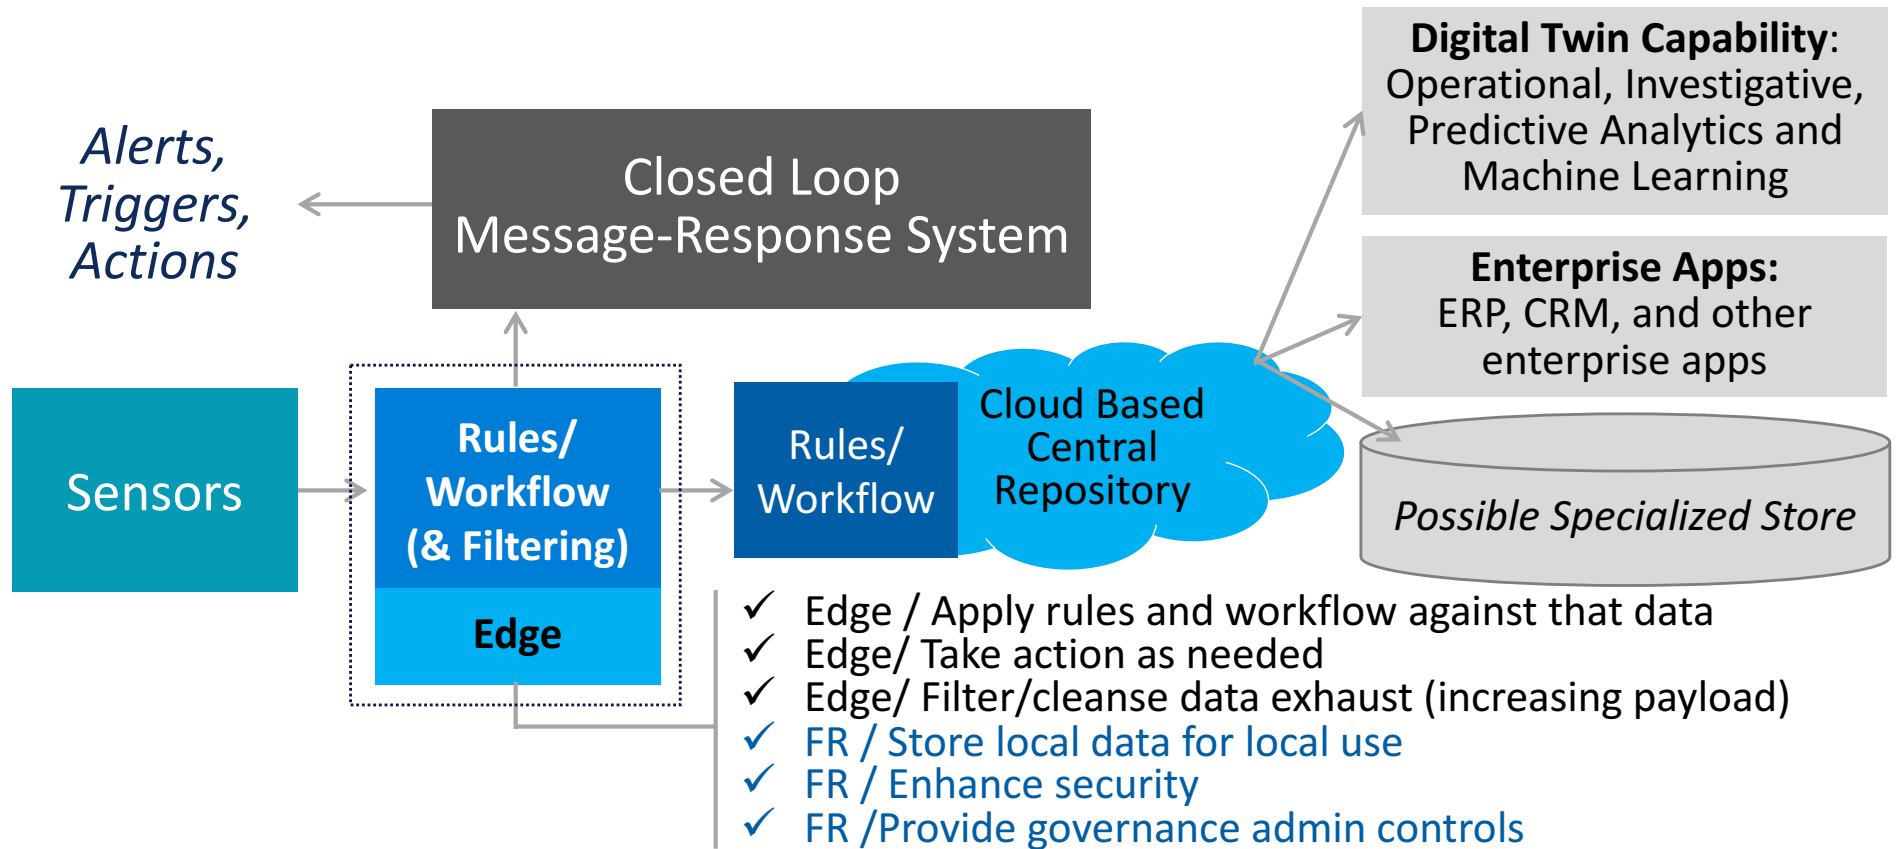 Digital Twin Capability:
Operational, Investigative,
Predictive Analytics and
Machine Learning
Alerts,
Triggers,
Actions
Closed Loop
Message-Response System
Enterprise Apps:
ERP, CRM, and other
enterprise apps
Sensors
Rules/
Workflow
(& Filtering)
Edge
Rules/
Workflow
Cloud Based
Central
Repository
Possible Specialized Store
✓ Edge / Apply rules and workflow against that data
✓ Edge/ Take action as needed
✓ Edge/ Filter/cleanse data exhaust (increasing payload)
✓ FR / Store local data for local use
✓ FR / Enhance security
✓ FR /Provide governance admin controls